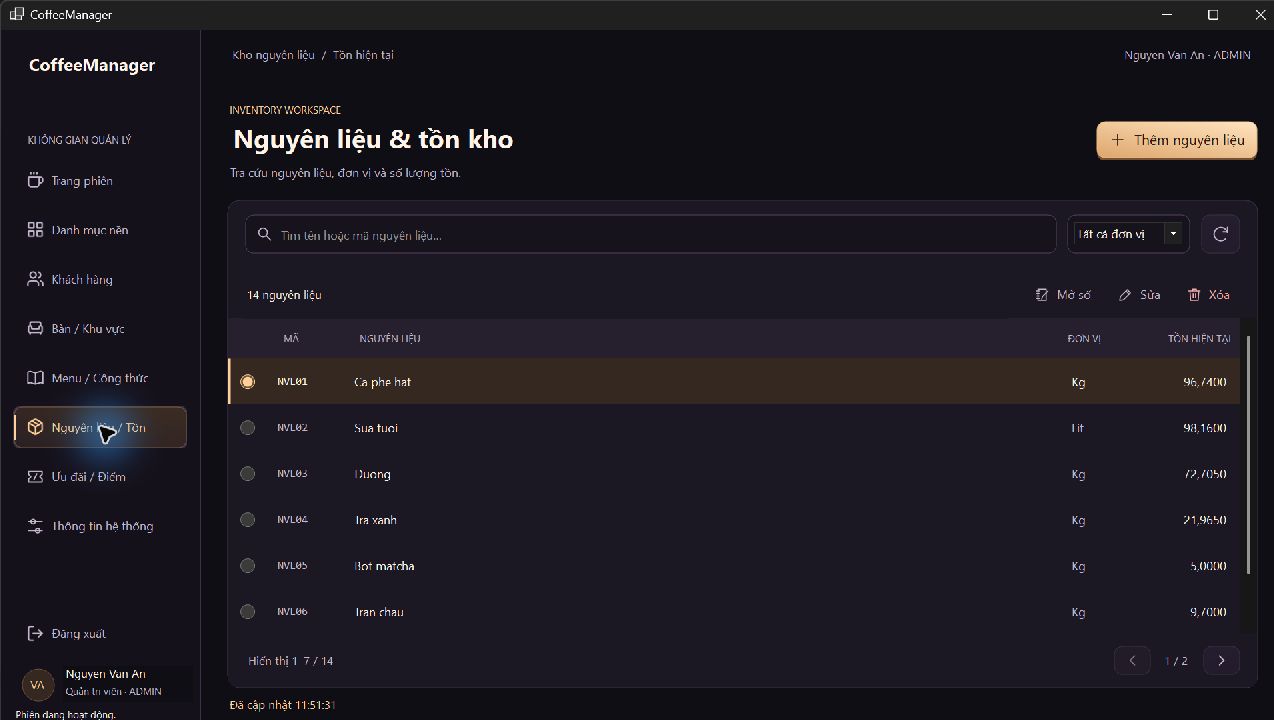 CoffeeManager
CoffeeManager
KHÔNG GIAN QUẢN LÝ
Trang phiên
Danh mục nền
Khách hàng
Bàn / Khu vực
Menu / Công thức
Nguyên liệu / Tồn
Ưu đãi / Điểm
Thông tin hệ thống
Đăng xuất
VA
Nguyen Van An
Quản trị viên · ADMIN
Phiên đang hoạt động.
Kho nguyên liệu / Tồn hiện tại
Nguyen Van An · ADMIN
INVENTORY WORKSPACE
Nguyên liệu & tồn kho
Tra cứu nguyên liệu, đơn vị và số lượng tồn.
Thêm nguyên liệu
Tìm tên hoặc mã nguyên liệu...
Tất cả đơn vị
14 nguyên liệu
Mở sổ
Sửa
Xóa
MÃ NGUYÊN LIỆU ĐƠN VỊ TỒN HIỆN TẠI
NVL01 Ca phe hat Kg 96,7400
NVL02 Sua tuoi Lit 98,1600
NVL03 Duong Kg 72,7050
NVL04 Tra xanh Kg 21,9650
NVL05 Bot matcha Kg 5,0000
NVL06 Tran chau Kg 9,7000
Hiển thị 1–7 / 14
1 / 2
Đã cập nhật 11:51:31